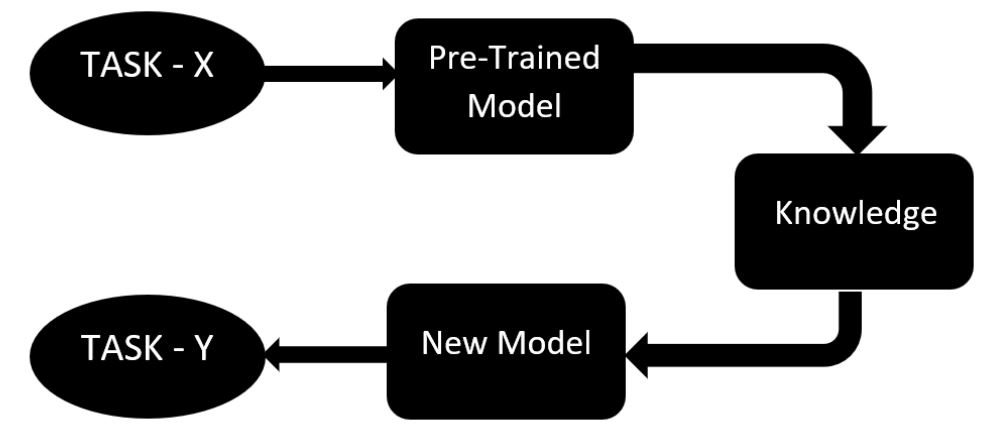 TASK - X
Pre-Trained
Model
Knowledge
New Model
TASK - Y